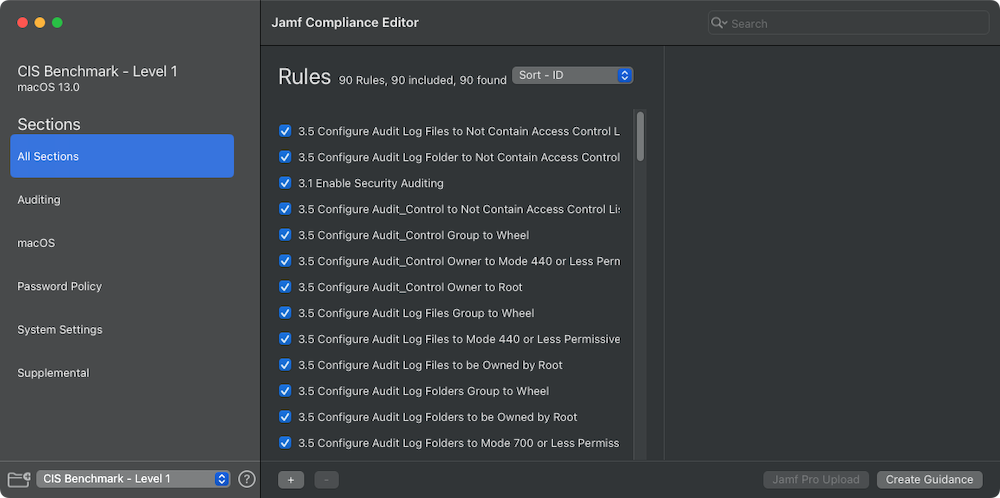 Jamf Compliance Editor
Search
CIS Benchmark - Level 1
macOS 13.0
Sections
All Sections
Auditing
macOS
Password Policy
System Settings
Supplemental
CIS Benchmark - Level 1
?
Rules 90 Rules, 90 included, 90 found Sort - ID
3.5 Configure Audit Log Files to Not Contain Access Control L
3.5 Configure Audit Log Folder to Not Contain Access Control
3.1 Enable Security Auditing
3.5 Configure Audit_Control to Not Contain Access Control Li
3.5 Configure Audit_Control Group to Wheel
3.5 Configure Audit_Control Owner to Mode 440 or Less Perm
3.5 Configure Audit_Control Owner to Root
3.5 Configure Audit Log Files Group to Wheel
3.5 Configure Audit Log Files to Mode 440 or Less Permissive
3.5 Configure Audit Log Files to be Owned by Root
3.5 Configure Audit Log Folders Group to Wheel
3.5 Configure Audit Log Folders to be Owned by Root
3.5 Configure Audit Log Folders to Mode 700 or Less Permiss
+ -
Jamf Pro Upload
Create Guidance